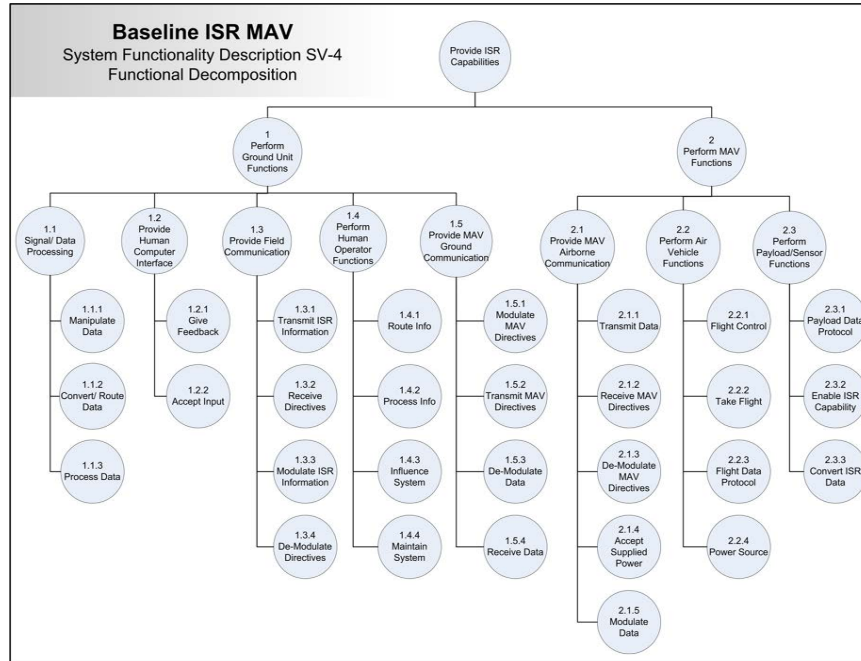 Baseline ISR MAV
System Functionality Description SV-4
Functional Decomposition
Provide ISR
Capabilities
1
Perform
Ground Unit
Functions
2
Perform MAV
Functions
1.1
Signal/ Data
Processing
1.2
Provide
Human
Computer
Interface
1.3
Provide Field
Communication
1.4
Perform
Human
Operator
Functions
1.5
Provide MAV
Ground
Communication
2.1
Provide MAV
Airborne
Communication
2.2
Perform Air
Vehicle
Functions
2.3
Perform
Payload/Sensor
Functions
1.1.1
Manipulate
Data
1.1.2
Convert/ Route
Data
1.1.3
Process Data
1.2.1
Give
Feedback
1.2.2
Accept Input
1.3.1
Transmit ISR
Information
1.3.2
Receive
Directives
1.3.3
Modulate ISR
Information
1.3.4
De-Modulate
Directives
1.4.1
Route Info
1.4.2
Process Info
1.4.3
Influence
System
1.4.4
Maintain
System
1.5.1
Modulate
MAV
Directives
1.5.2
Transmit MAV
Directives
1.5.3
De-Modulate
Data
1.5.4
Receive Data
2.1.1
Transmit Data
2.1.2
Receive MAV
Directives
2.1.3
De-Modulate
MAV
Directives
2.1.4
Accept
Supplied
Power
2.1.5
Modulate
Data
2.2.1
Flight Control
2.2.2
Take Flight
2.2.3
Flight Data
Protocol
2.2.4
Power Source
2.3.1
Payload Data
Protocol
2.3.2
Enable ISR
Capability
2.3.3
Convert ISR
Data